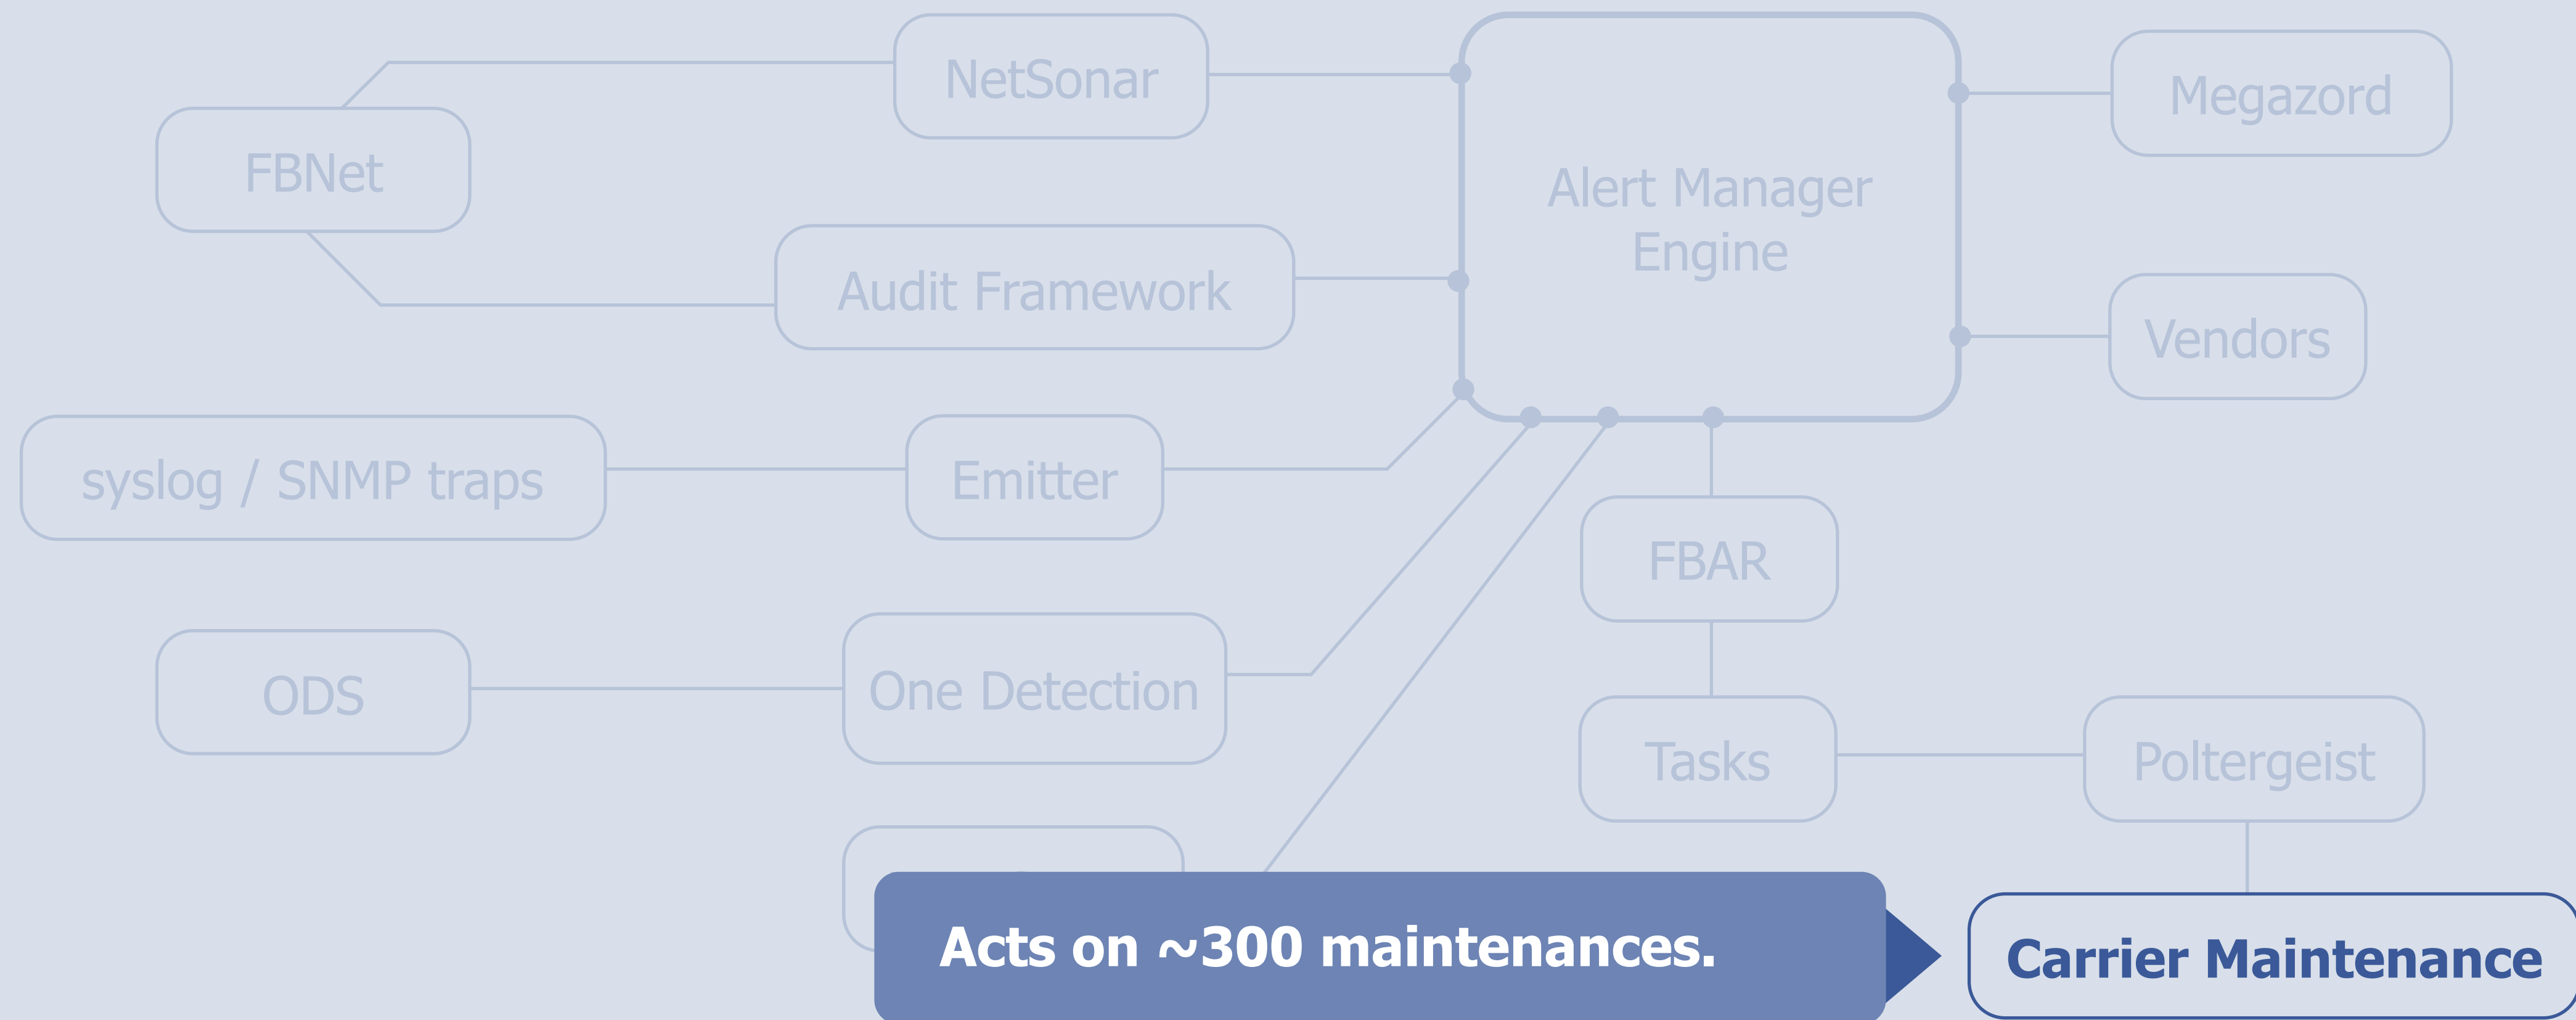 NetSonar
Megazord
FBNet
Alert Manager
Engine
Audit Framework
Vendors
syslog / SNMP traps
Emitter
FBAR
ODS
One Detection
Tasks
Poltergeist
Acts on ~300 maintenances.
Carrier Maintenance